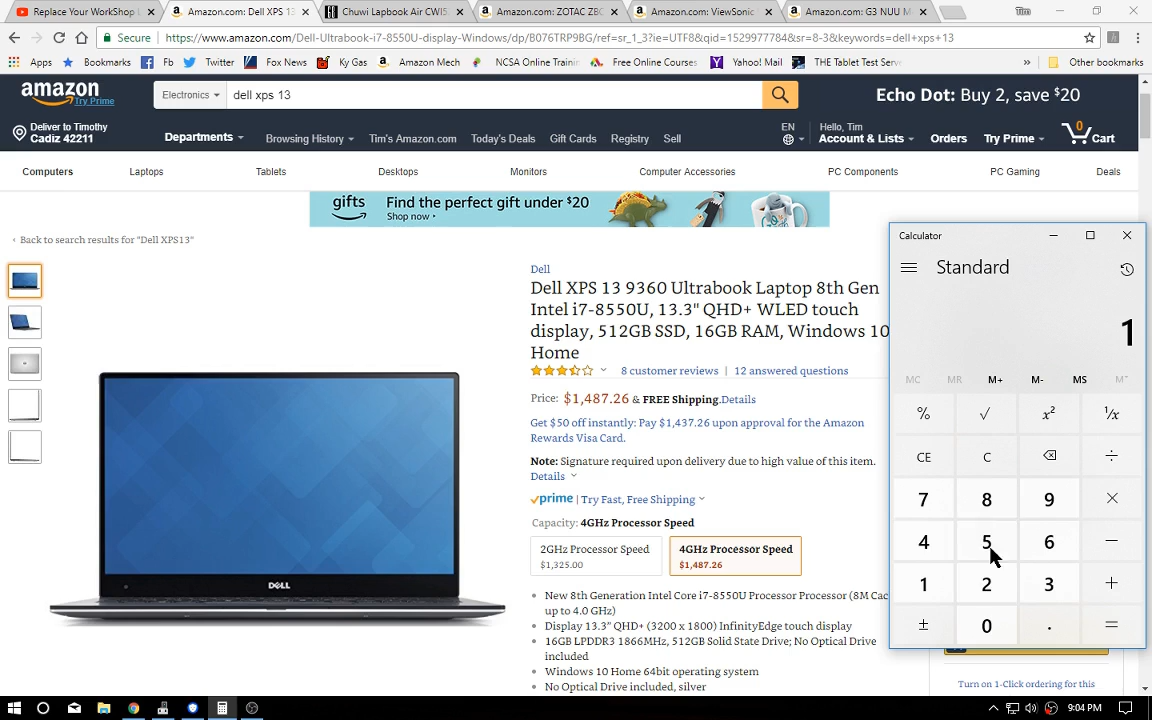 Replace Your WorkShop
Amazon.com: Dell XPS 13
Chuwi Lapbook Air CWI5
Amazon.com: ZOTAC ZBO
Amazon.com: ViewSonic
Amazon.com: G3 NUU M
Tim
Secure
https://www.amazon.com/Dell-Ultrabook-i7-8550U-display-Windows/dp/B076TRP9BG/ref=sr_1_3?ie=UTF8&qid=1529977784&sr=8-3&keywords=dell+xps+13
Apps
Bookmarks
Fb
Twitter
Fox News
Ky Gas
Amazon Mech
NCSA Online Trainin
Free Online Courses
Yahoo! Mail
THE Tablet Test Serv
»
Other bookmarks
amazon
Try Prime
Electronics
dell xps 13
Echo Dot: Buy 2, save $20
Deliver to Timothy
Cadiz 42211
Departments
Browsing History
Tim's Amazon.com
Today's Deals
Gift Cards
Registry
Sell
EN
Hello, Tim
Account & Lists
Orders
Try Prime
0
Cart
Computers
Laptops
Tablets
Desktops
Monitors
Computer Accessories
PC Components
PC Gaming
Deals
gifts
Find the perfect gift under $20
Shop now ›
‹ Back to search results for "Dell XPS13"
Dell
Dell XPS 13 9360 Ultrabook Laptop 8th Gen
Intel i7-8550U, 13.3" QHD+ WLED touch
display, 512GB SSD, 16GB RAM, Windows 10
Home
8 customer reviews | 12 answered questions
Price: $1,487.26 & FREE Shipping.Details
Get $50 off instantly: Pay $1,437.26 upon approval for the Amazon
Rewards Visa Card.
Note: Signature required upon delivery due to high value of this item.
Details
prime | Try Fast, Free Shipping
Capacity: 4GHz Processor Speed
2GHz Processor Speed
$1,325.00
4GHz Processor Speed
$1,487.26
New 8th Generation Intel Core i7-8550U Processor Processor (8M Cac
up to 4.0 GHz)
Display 13.3" QHD+ (3200 x 1800) InfinityEdge touch display
16GB LPDDR3 1866MHz, 512GB Solid State Drive; No Optical Drive
included
Windows 10 Home 64bit operating system
No Optical Drive included, silver
DELL
Calculator
Standard
1
MC MR M+ M- MS M˅
% √ x² ¹/x
CE C ÷
7 8 9 ×
4 5 6 −
1 2 3 +
± 0 . =
Turn on 1-Click ordering for this
9:04 PM